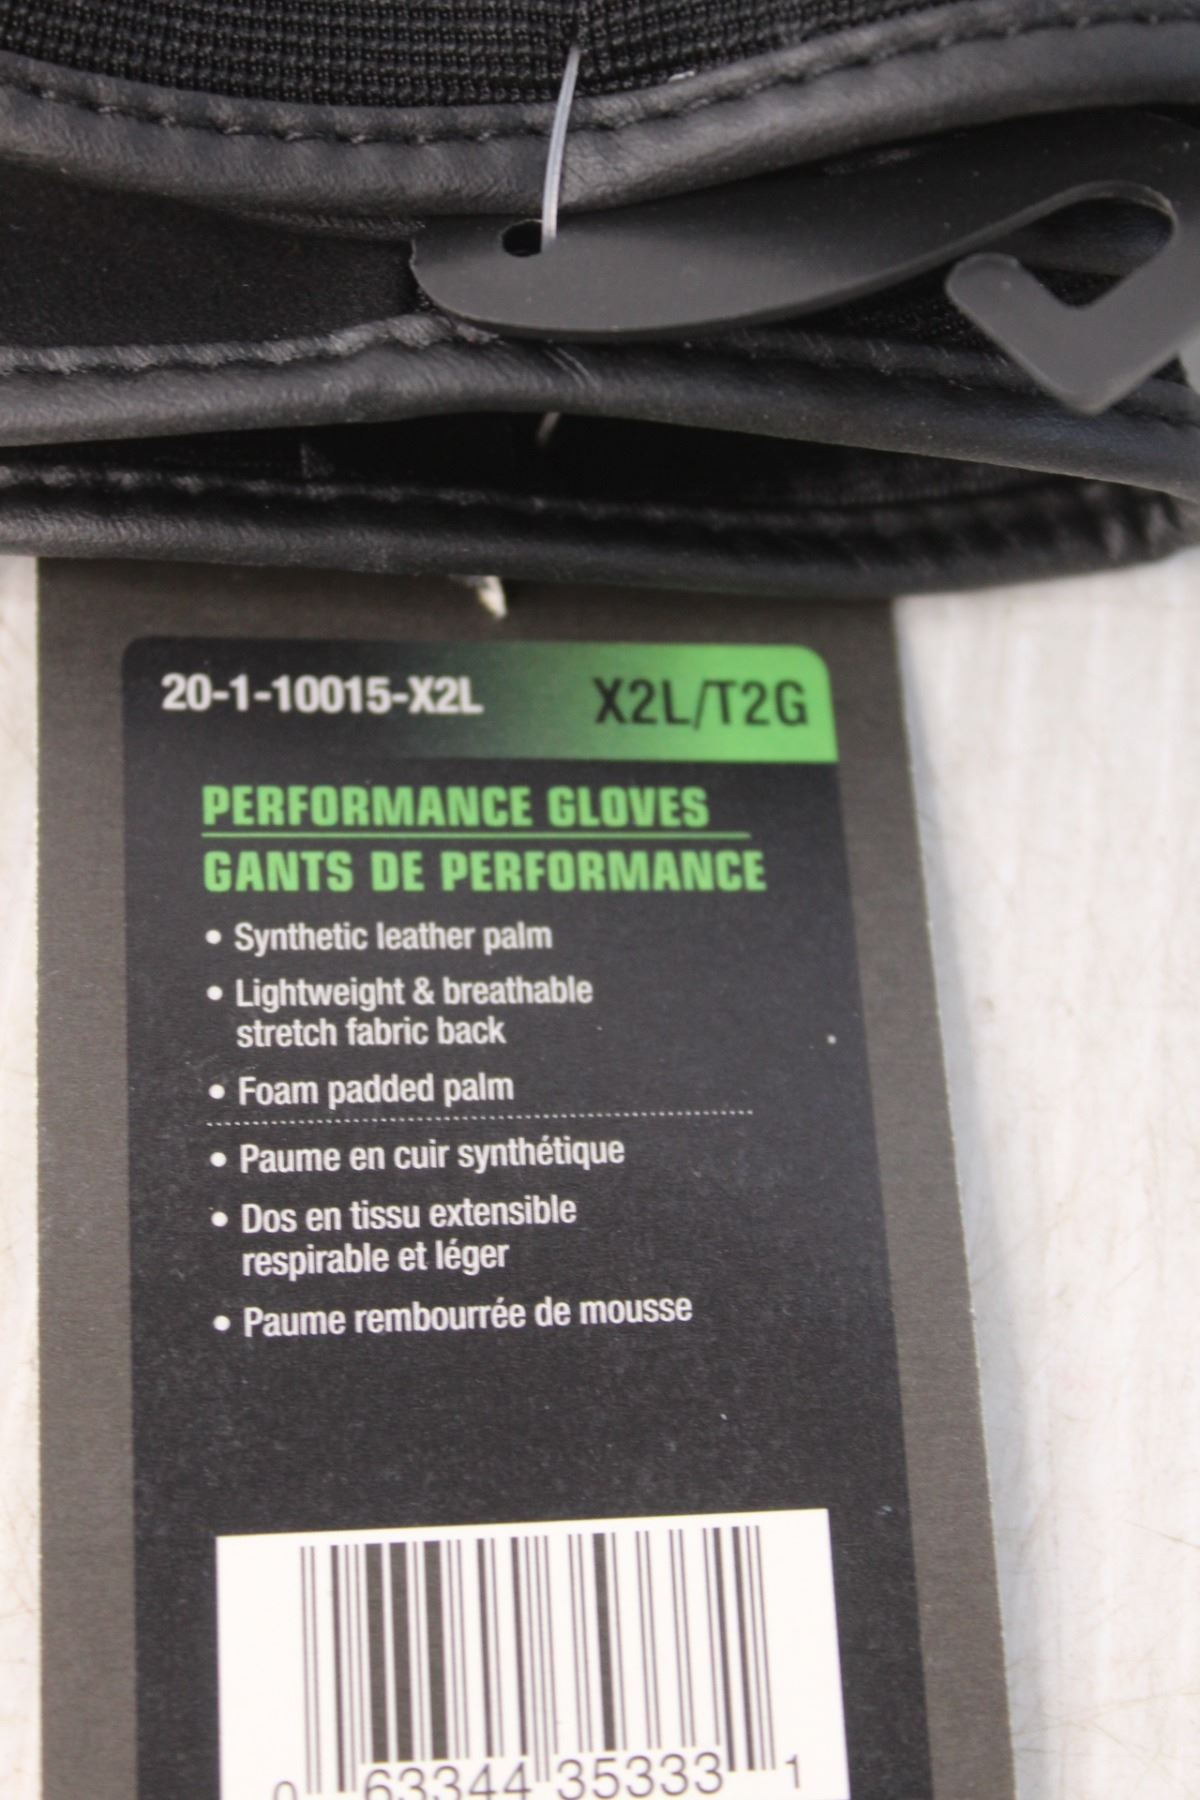 20-1-10015-X2L X2L/T2G
PERFORMANCE GLOVES
GANTS DE PERFORMANCE
• Synthetic leather palm
• Lightweight & breathable
stretch fabric back
• Foam padded palm
• Paume en cuir synthétique
• Dos en tissu extensible
respirable et léger
• Paume rembourrée de mousse
0 63344 35333 1